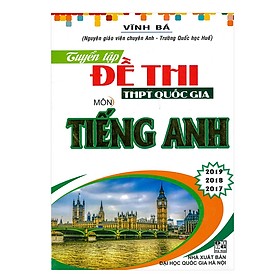 VĨNH BÁ
(Nguyên giáo viên chuyên Anh - Trường Quốc học Huế)
Tuyển tập
ĐỀ THI
THPT QUỐC GIA
MÔN
TIẾNG ANH
2019
2018
2017
NHÀ XUẤT BẢN
ĐẠI HỌC QUỐC GIA HÀ NỘI